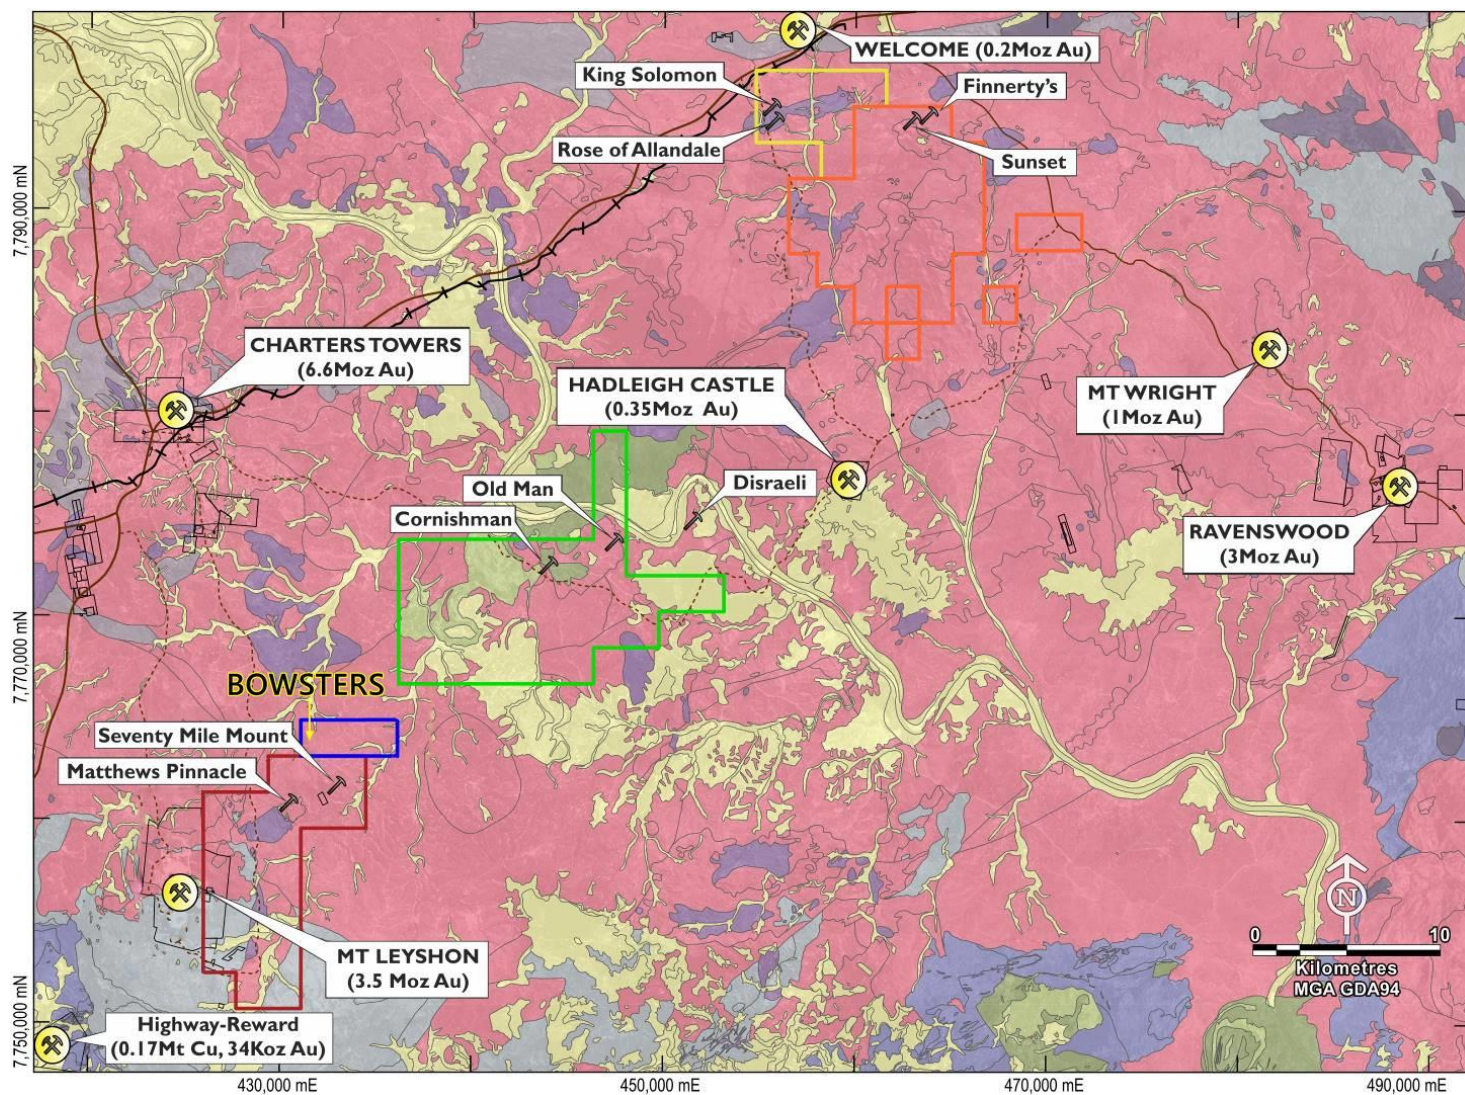 WELCOME (0.2Moz Au)
King Solomon
Finnerty's
Rose of Allandale
Sunset
7,790,000 mN
CHARTERS TOWERS
(6.6Moz Au)
HADLEIGH CASTLE
(0.35Moz Au)
MT WRIGHT
(1Moz Au)
Old Man
Disraeli
Cornishman
RAVENSWOOD
(3Moz Au)
7,770,000 mN
BOWSTERS
Seventy Mile Mount
Matthews Pinnacle
MT LEYSHON
(3.5 Moz Au)
N
0 10
Kilometres
MGA GDA94
7,750,000 mN
Highway-Reward
(0.17Mt Cu, 34Koz Au)
430,000 mE
450,000 mE
470,000 mE
490,000 mE